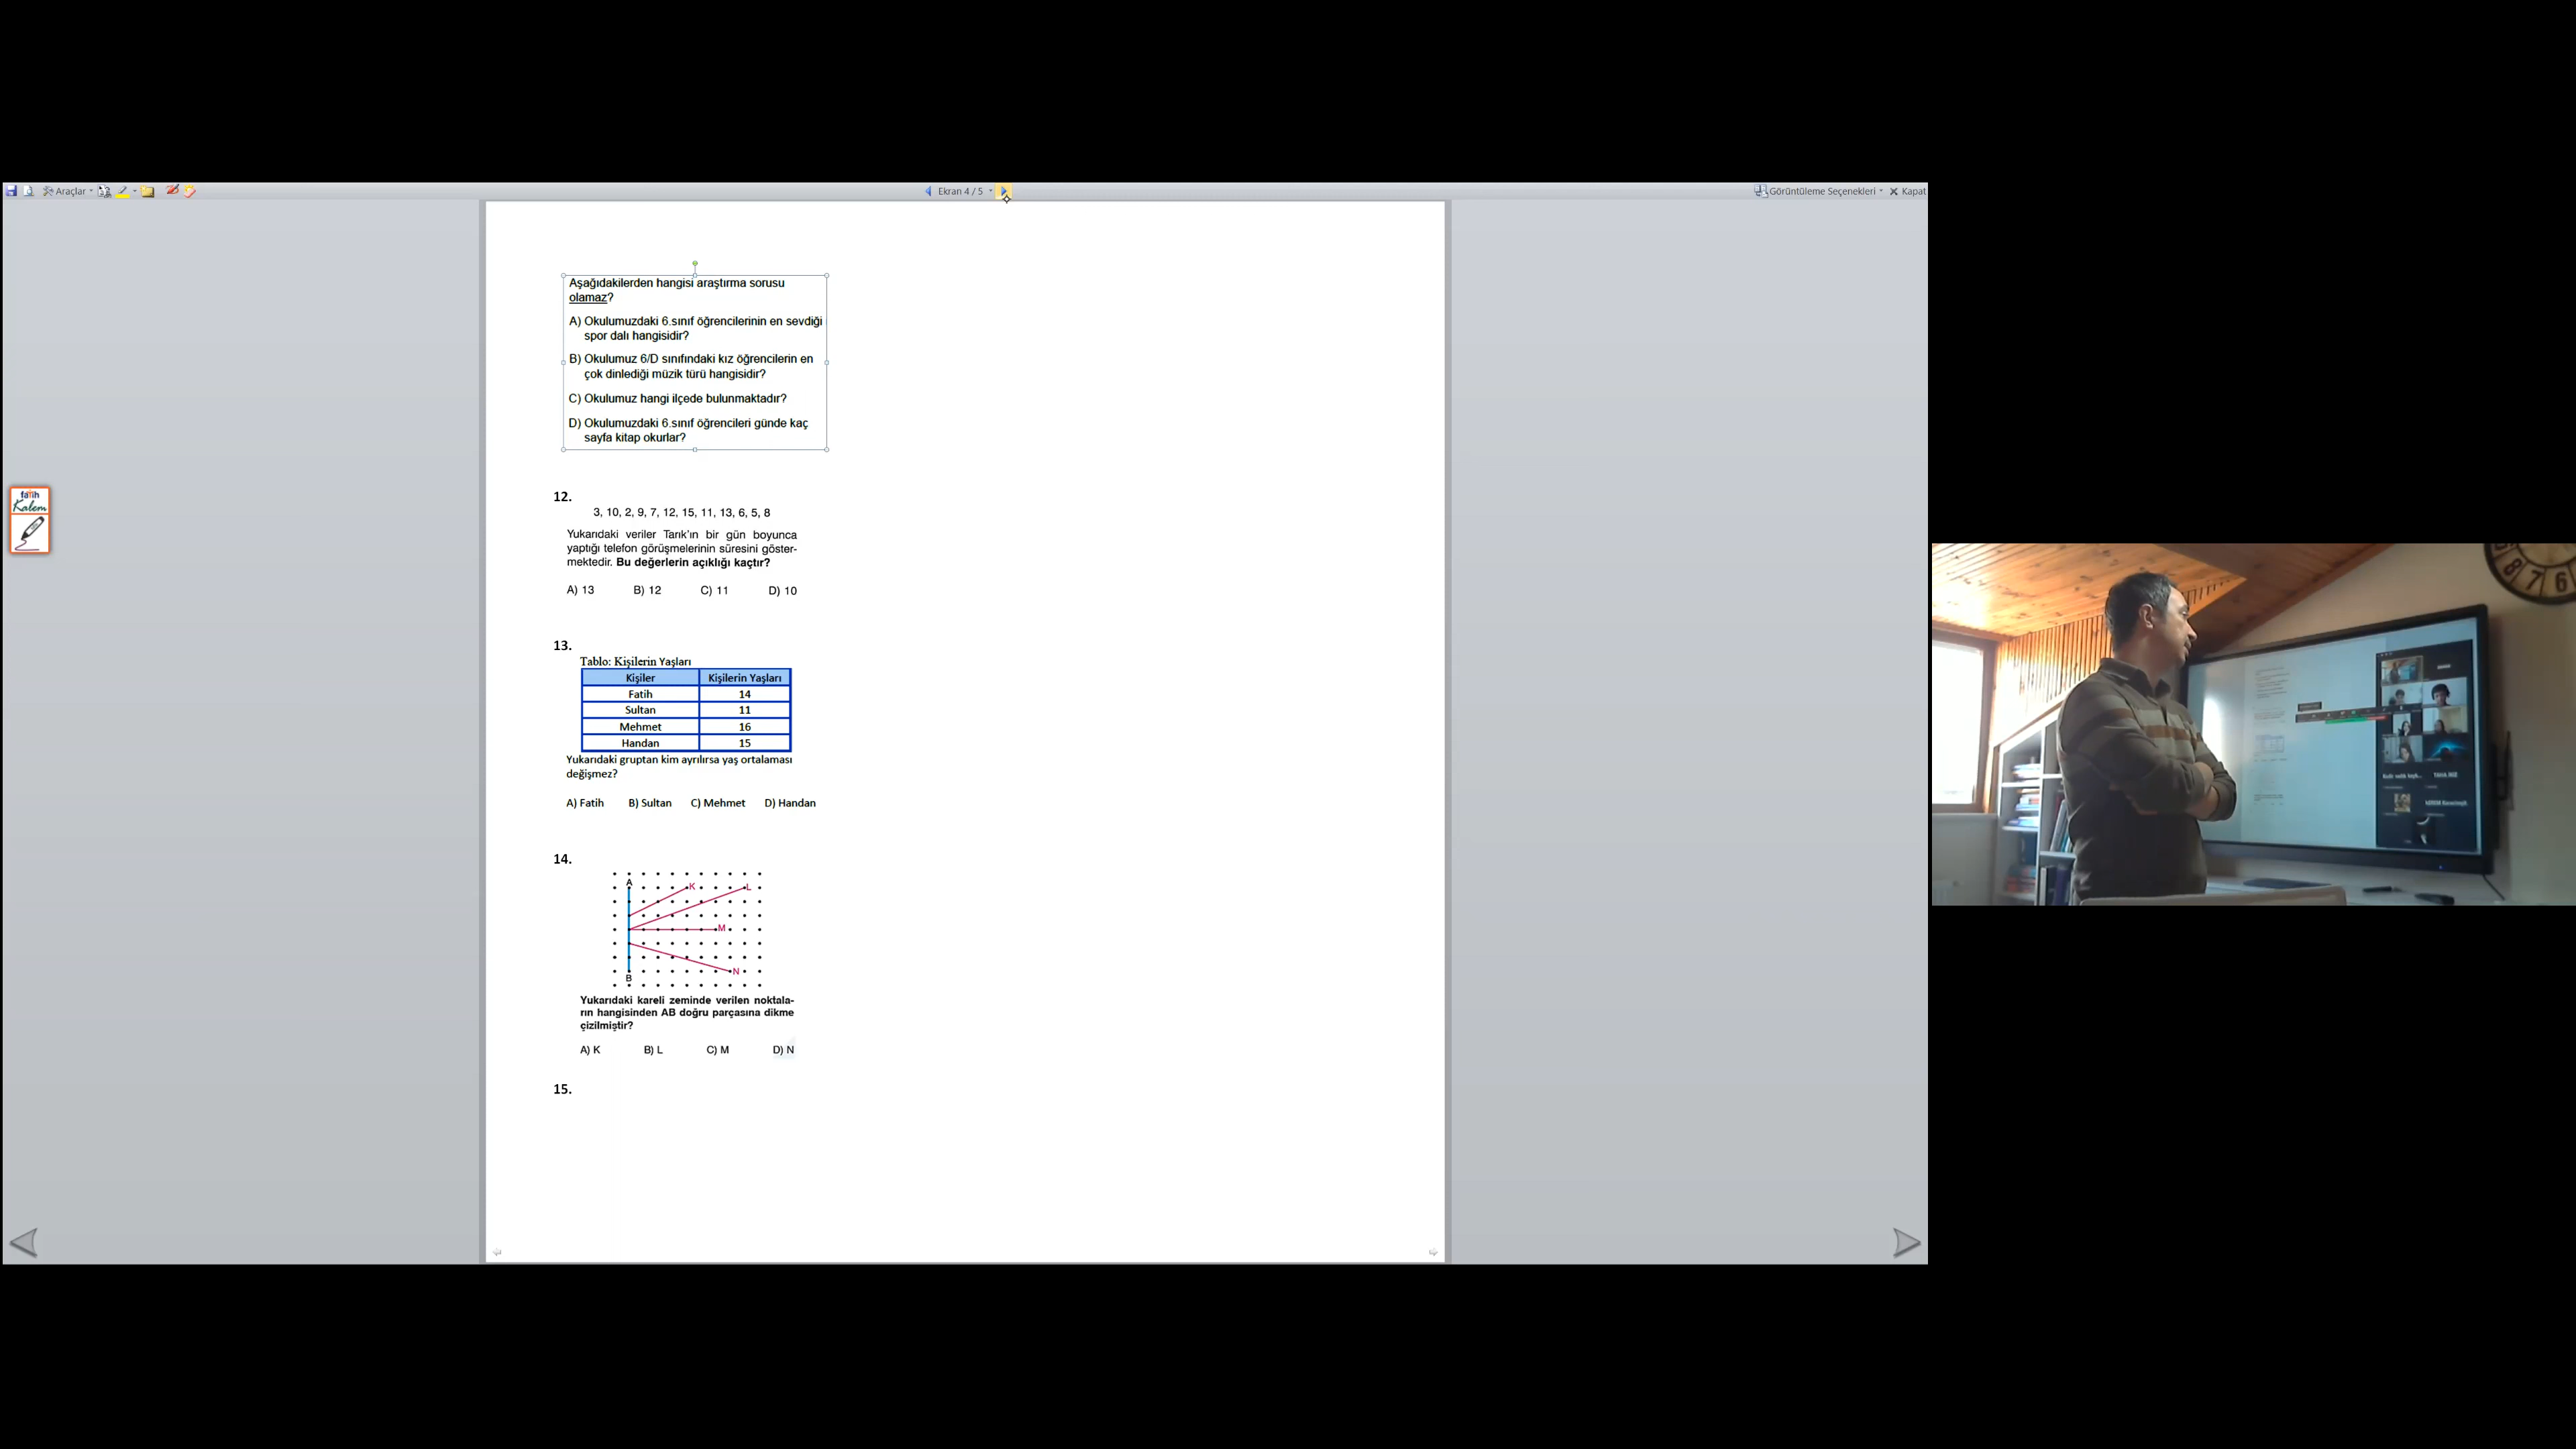 Araçlar
Ekran 4 / 5
Görüntüleme Seçenekleri
Kapat
Aşağıdakilerden hangisi araştırma sorusu
olamaz?
A) Okulumuzdaki 6.sınıf öğrencilerinin en sevdiği
spor dalı hangisidir?
B) Okulumuz 6/D sınıfındaki kız öğrencilerin en
çok dinlediği müzik türü hangisidir?
C) Okulumuz hangi ilçede bulunmaktadır?
D) Okulumuzdaki 6.sınıf öğrencileri günde kaç
sayfa kitap okurlar?
fatih
Kalem
12.
3, 10, 2, 9, 7, 12, 15, 11, 13, 6, 5, 8
Yukarıdaki veriler Tarık'ın bir gün boyunca
yaptığı telefon görüşmelerinin süresini göster-
mektedir. Bu değerlerin açıklığı kaçtır?
A) 13 B) 12 C) 11 D) 10
13.
Tablo: Kişilerin Yaşları
Kişiler Kişilerin Yaşları
Fatih 14
Sultan 11
Mehmet 16
Handan 15
Yukarıdaki gruptan kim ayrılırsa yaş ortalaması
değişmez?
A) Fatih B) Sultan C) Mehmet D) Handan
14.
A
K
L
M
N
B
Yukarıdaki kareli zeminde verilen noktala-
rın hangisinden AB doğru parçasına dikme
çizilmiştir?
A) K B) L C) M D) N
15.
8 7 6